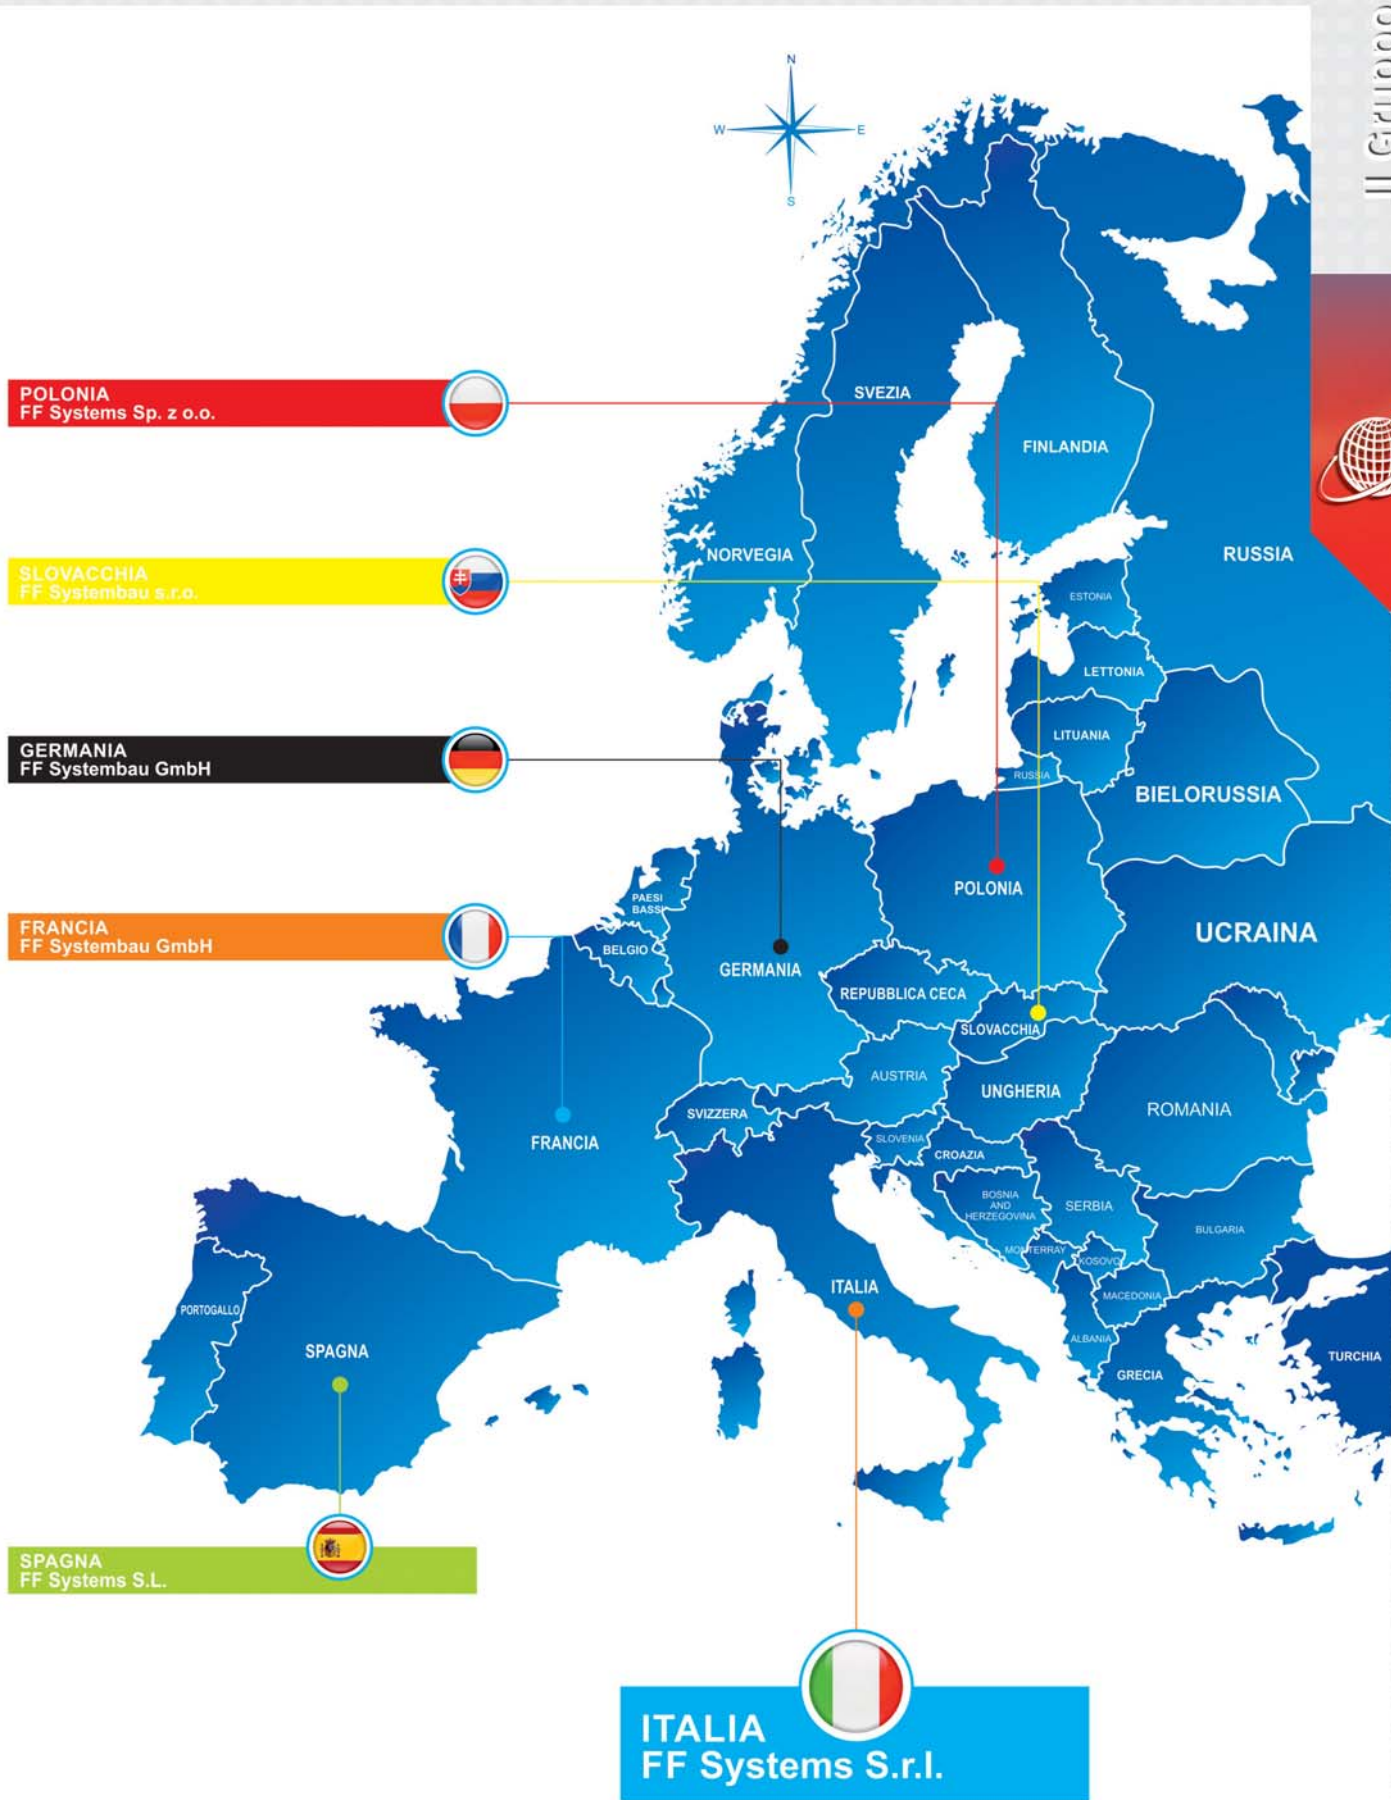 Il Gruppo
N
W
E
S
POLONIA
FF Systems Sp. z o.o.
SVEZIA
FINLANDIA
NORVEGIA
RUSSIA
SLOVACCHIA
FF Systembau s.r.o.
ESTONIA
LETTONIA
LITUANIA
GERMANIA
FF Systembau GmbH
RUSSIA
BIELORUSSIA
POLONIA
PAESI
BASSI
UCRAINA
FRANCIA
FF Systembau GmbH
BELGIO
GERMANIA
REPUBBLICA CECA
SLOVACCHIA
AUSTRIA
UNGHERIA
ROMANIA
SVIZZERA
FRANCIA
SLOVENIA
CROAZIA
BOSNIA
AND
HERZEGOVINA
SERBIA
BULGARIA
MONTERRAY
KOSOVO
ITALIA
MACEDONIA
PORTOGALLO
ALBANIA
SPAGNA
TURCHIA
GRECIA
SPAGNA
FF Systems S.L.
ITALIA
FF Systems S.r.l.